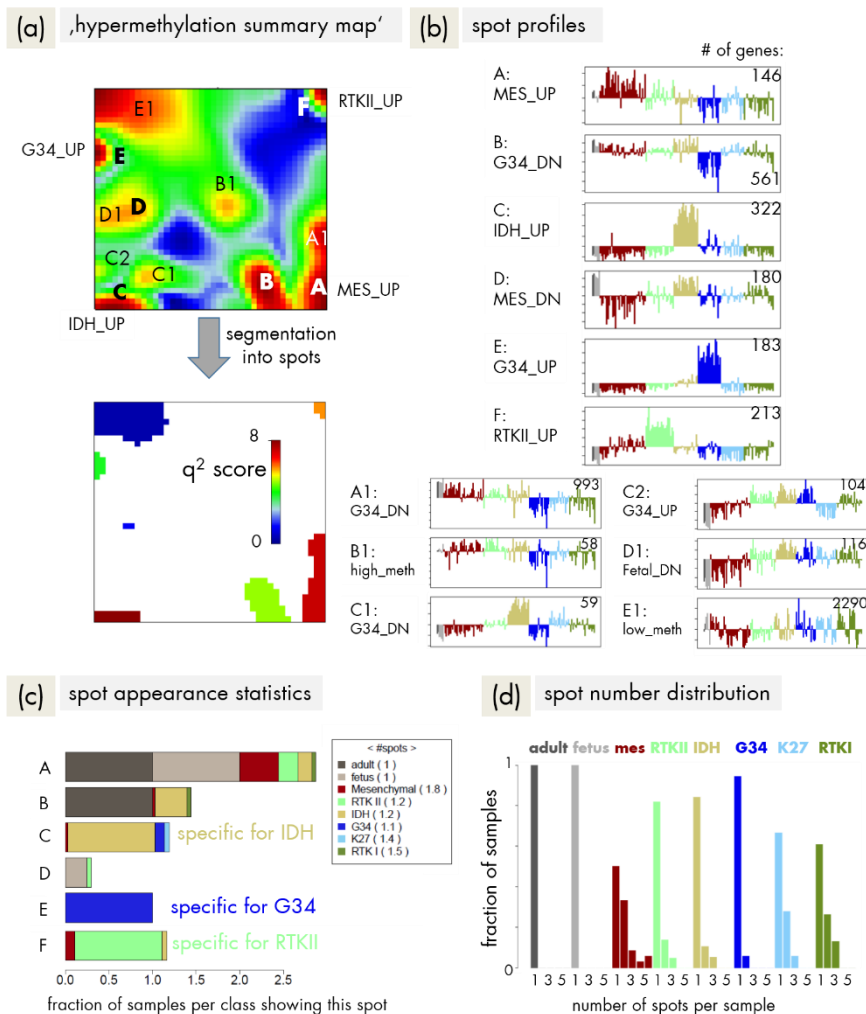 (a) ‚hypermethylation summary map‘
E1
F
RTKII_UP
G34_UP
E
B1
D1
D
A1
C2
C1
B
A
C
MES_UP
IDH_UP
segmentation
into spots
8
q² score
0
(b) spot profiles
# of genes:
A:
MES_UP
146
B:
G34_DN
561
C:
IDH_UP
322
D:
MES_DN
180
E:
G34_UP
183
F:
RTKII_UP
213
A1:
G34_DN
993
C2:
G34_UP
104
B1:
high_meth
58
D1:
Fetal_DN
116
C1:
G34_DN
59
E1:
low_meth
2290
(c) spot appearance statistics
A
B
C
D
E
F
specific for IDH
specific for G34
specific for RTKII
0.0 0.5 1.0 1.5 2.0 2.5
fraction of samples per class showing this spot
< #spots >
adult ( 1 )
fetus ( 1 )
Mesenchymal ( 1.8 )
RTK II ( 1.2 )
IDH ( 1.2 )
G34 ( 1.1 )
K27 ( 1.4 )
RTK I ( 1.5 )
(d) spot number distribution
adult fetus mes RTKII IDH G34 K27 RTKI
1
0
fraction of samples
1 3 5 1 3 5 1 3 5 1 3 5 1 3 5 1 3 5 1 3 5 1 3 5
number of spots per sample